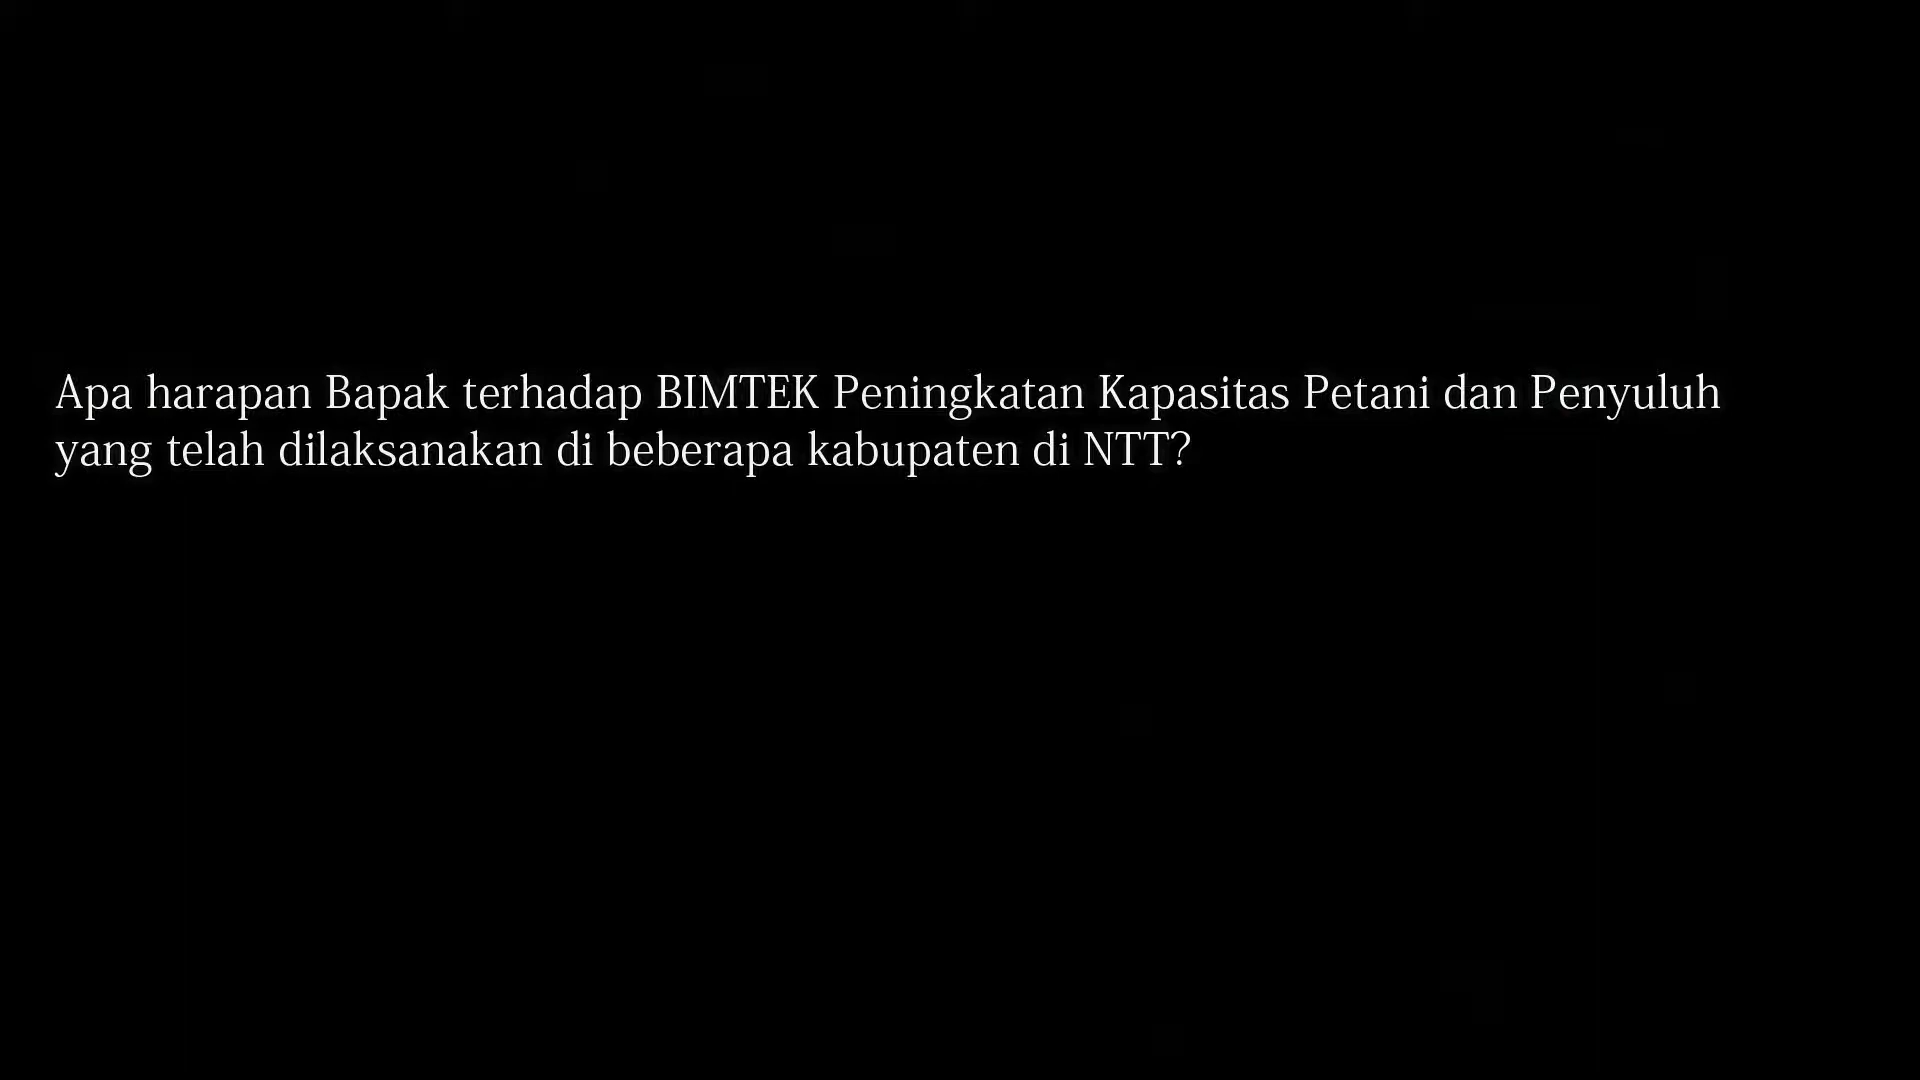 Apa harapan Bapak terhadap BIMTEK Peningkatan Kapasitas Petani dan Penyuluh
yang telah dilaksanakan di beberapa kabupaten di NTT?